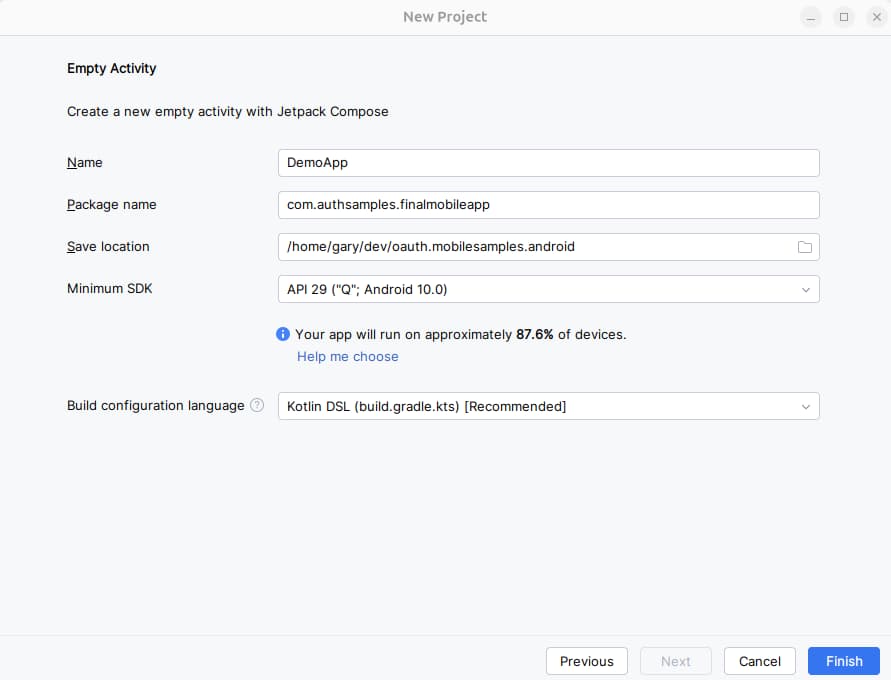 New Project
Empty Activity
Create a new empty activity with Jetpack Compose
Name DemoApp
Package name com.authsamples.finalmobileapp
Save location /home/gary/dev/oauth.mobilesamples.android
Minimum SDK API 29 ("Q"; Android 10.0)
Your app will run on approximately 87.6% of devices.
Help me choose
Build configuration language ? Kotlin DSL (build.gradle.kts) [Recommended]
Previous Next Cancel Finish